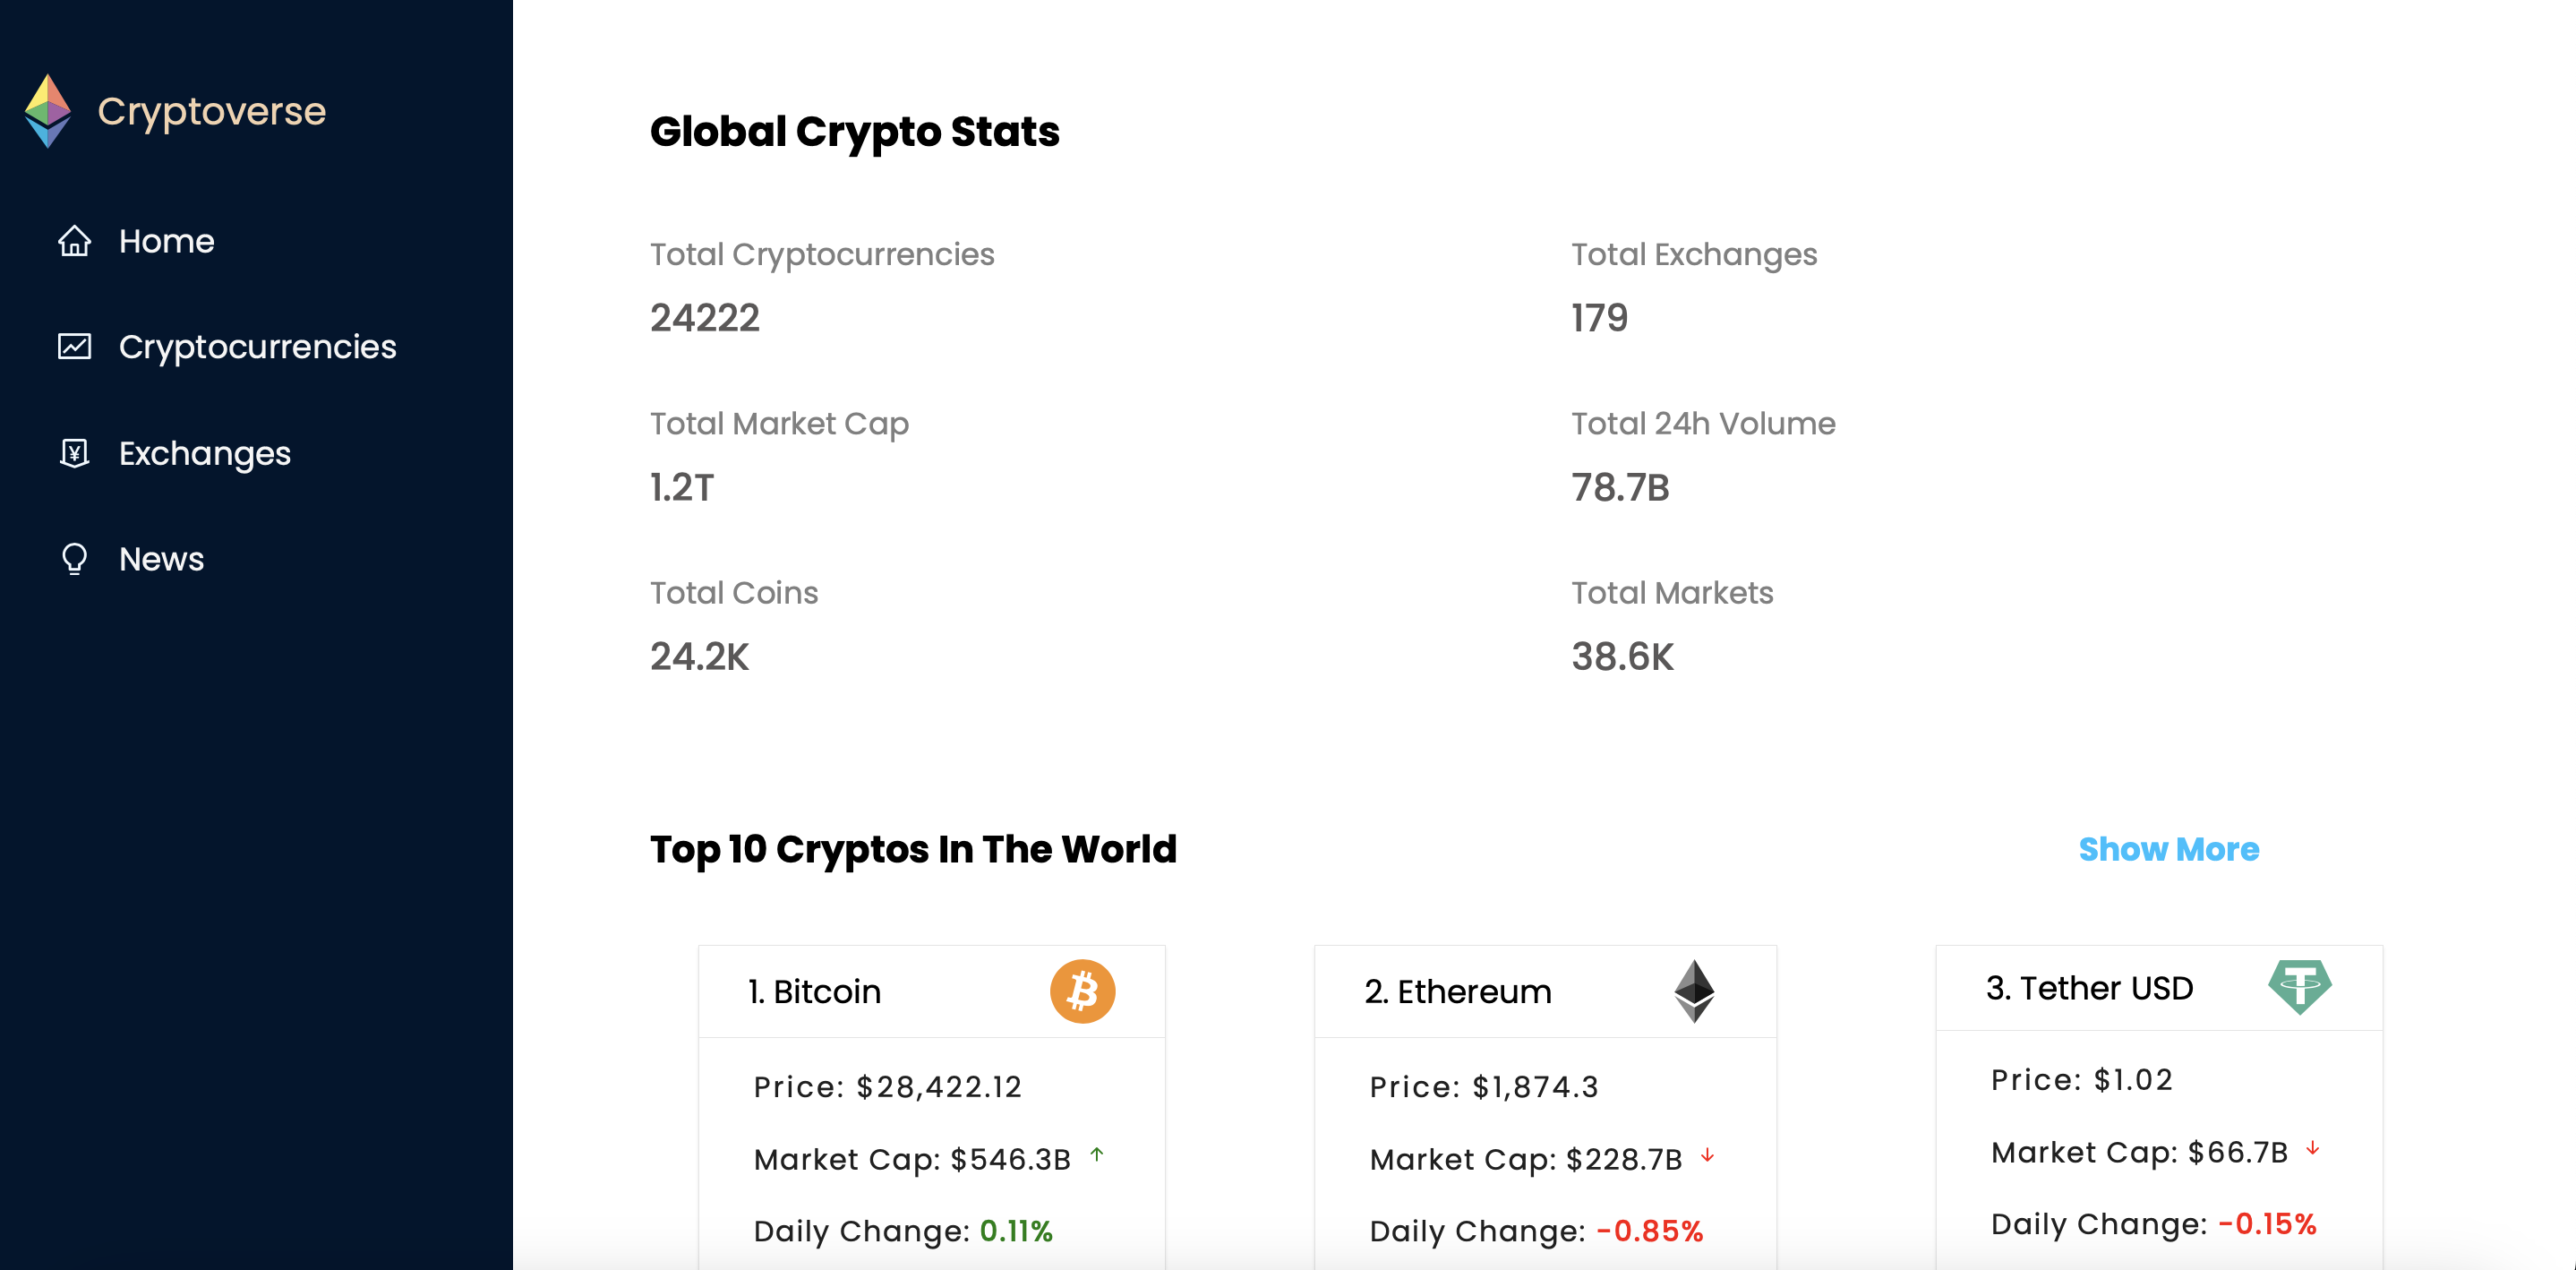 Cryptoverse
Home
Cryptocurrencies
Exchanges
News
Global Crypto Stats
Total Cryptocurrencies
24222
Total Exchanges
179
Total Market Cap
1.2T
Total 24h Volume
78.7B
Total Coins
24.2K
Total Markets
38.6K
Top 10 Cryptos In The World
Show More
1. Bitcoin
Price: $28,422.12
Market Cap: $546.3B ↑
Daily Change: 0.11%
2. Ethereum
Price: $1,874.3
Market Cap: $228.7B ↓
Daily Change: -0.85%
3. Tether USD
Price: $1.02
Market Cap: $66.7B ↓
Daily Change: -0.15%